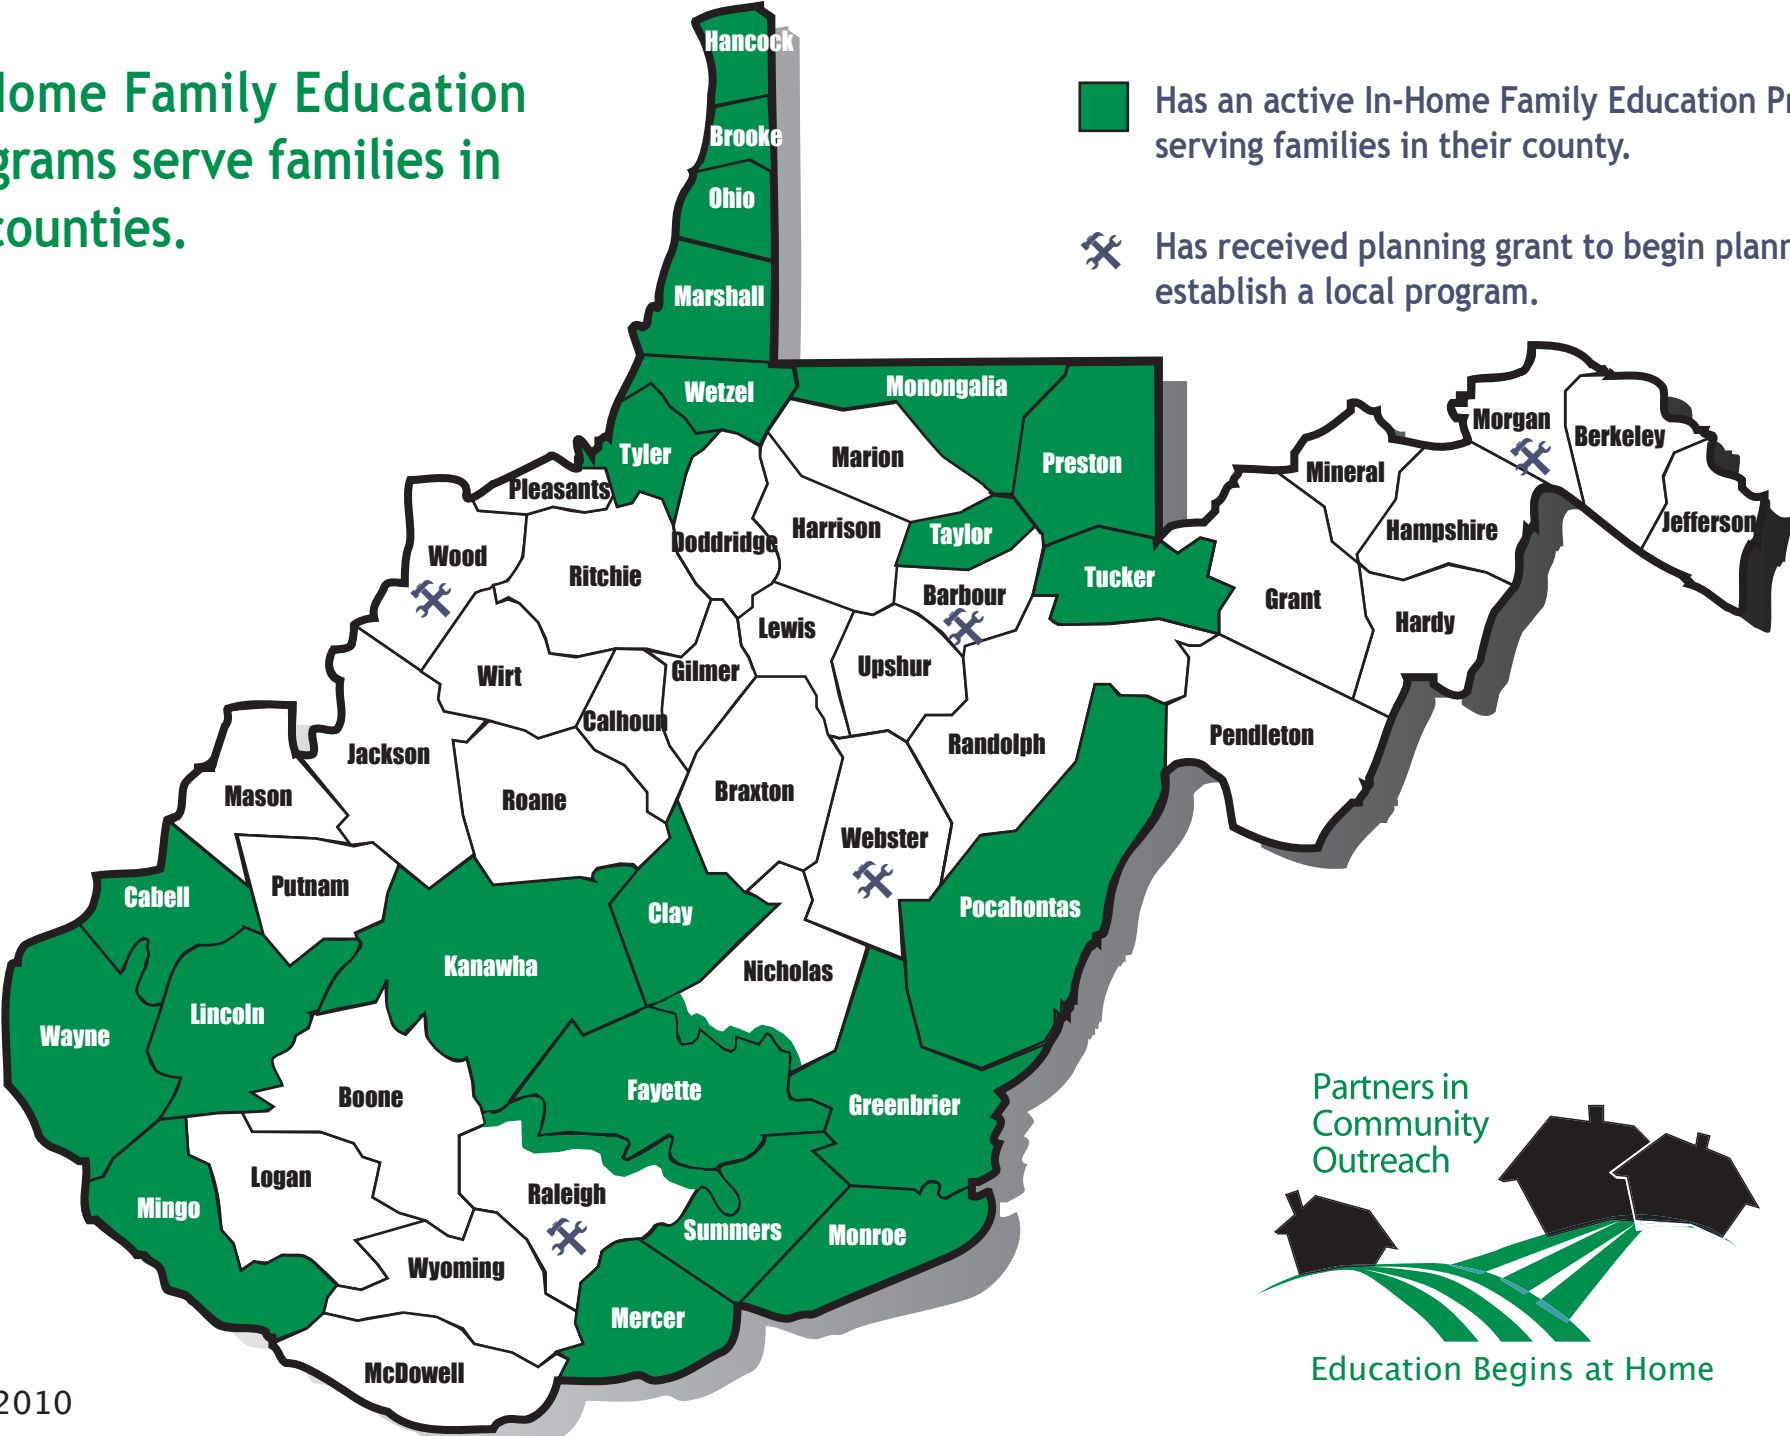 Home Family Education
grams serve families in
counties.
Has an active In-Home Family Education Pr
serving families in their county.
Has received planning grant to begin plann
establish a local program.
Hancock
Brooke
Ohio
Marshall
Wetzel
Monongalia
Tyler
Marion
Preston
Morgan
Berkeley
Mineral
Pleasants
Jefferson
Hampshire
Harrison
Taylor
Doddridge
Wood
Ritchie
Tucker
Barbour
Grant
Hardy
Lewis
Upshur
Gilmer
Wirt
Calhoun
Randolph
Pendleton
Jackson
Braxton
Mason
Roane
Webster
Putnam
Cabell
Clay
Pocahontas
Kanawha
Nicholas
Lincoln
Wayne
Fayette
Boone
Greenbrier
Logan
Raleigh
Mingo
Summers
Monroe
Wyoming
Mercer
McDowell
Partners in
Community
Outreach
Education Begins at Home
2010